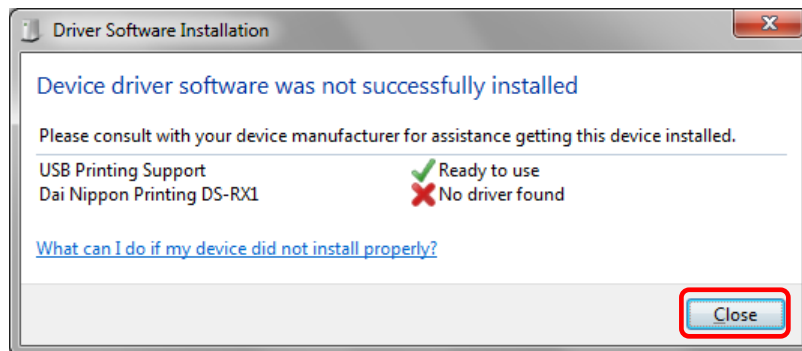 Driver Software Installation
Device driver software was not successfully installed
Please consult with your device manufacturer for assistance getting this device installed.
USB Printing Support Ready to use
Dai Nippon Printing DS-RX1 No driver found
What can I do if my device did not install properly?
Close